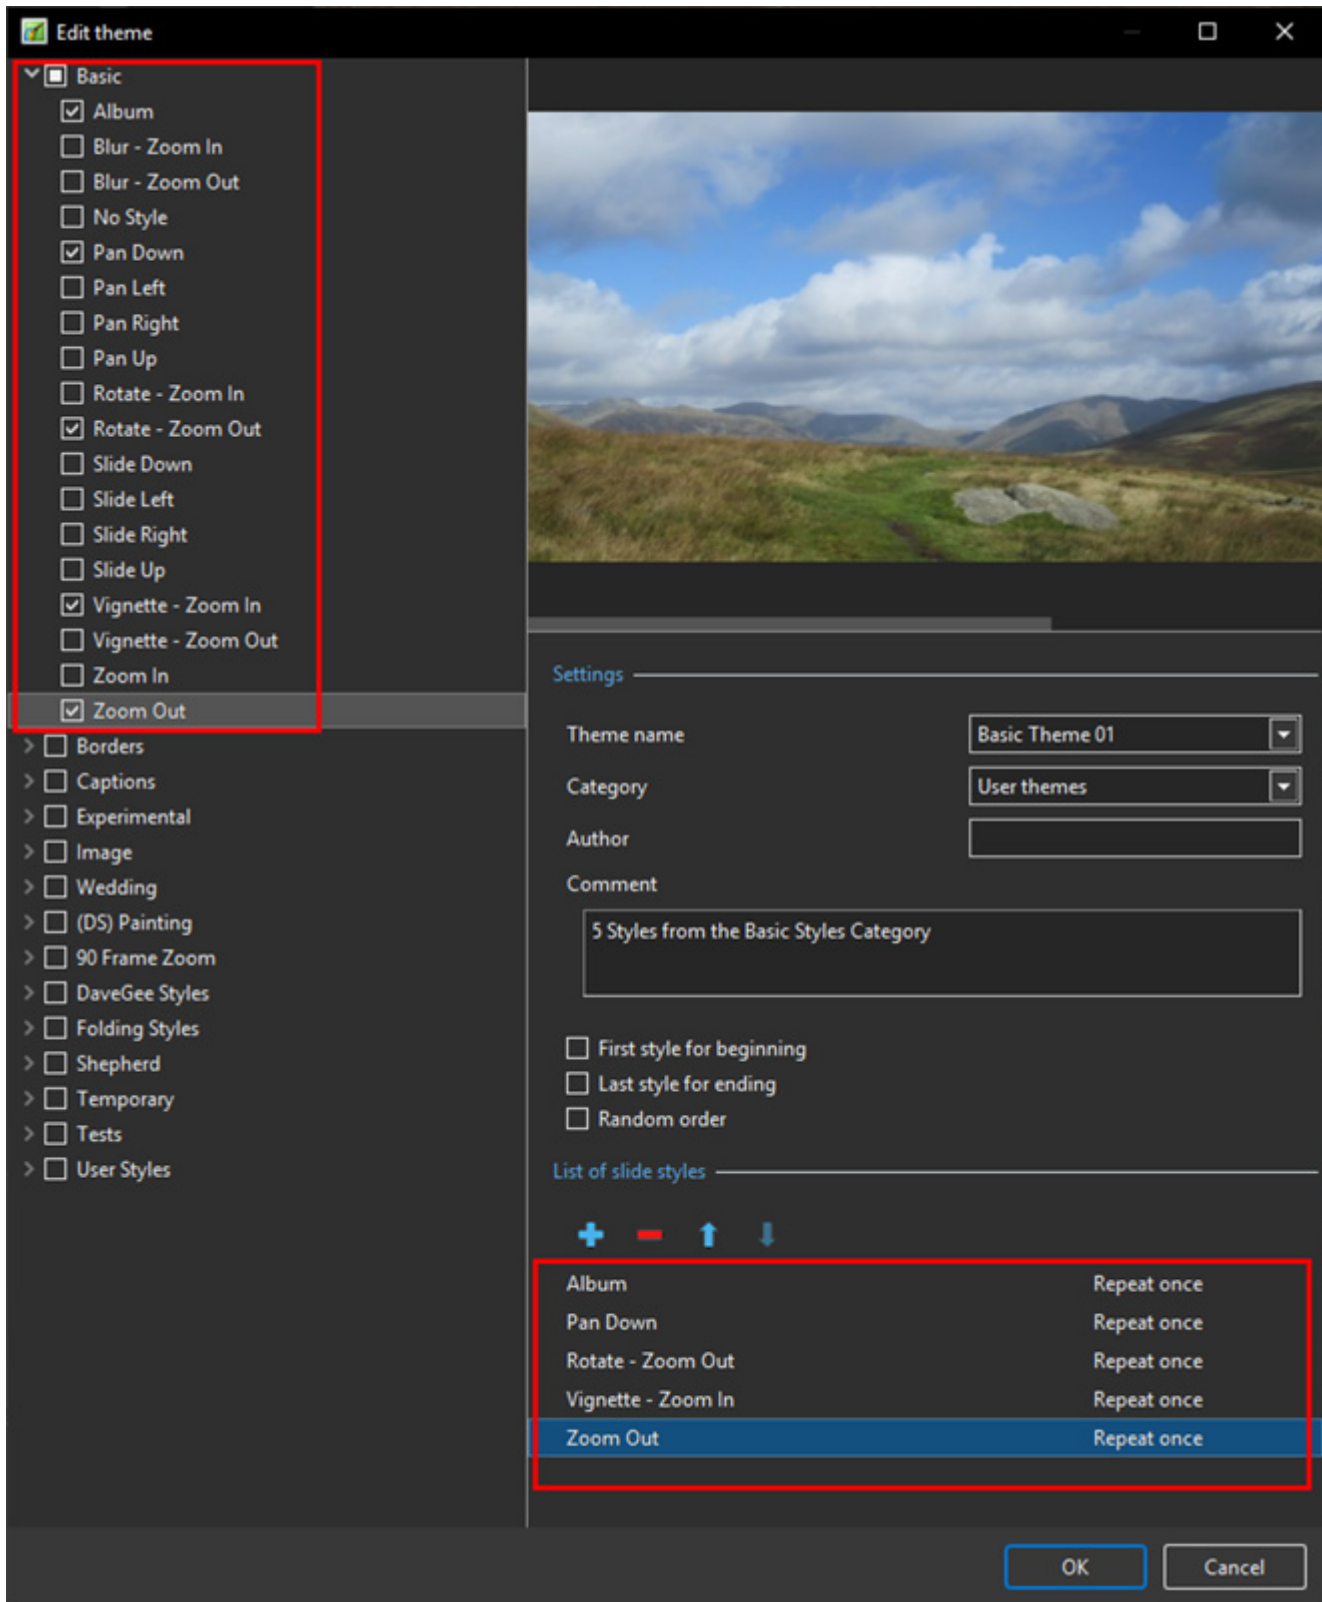 Edit theme
Basic
Album
Blur - Zoom In
Blur - Zoom Out
No Style
Pan Down
Pan Left
Pan Right
Pan Up
Rotate - Zoom In
Rotate - Zoom Out
Slide Down
Slide Left
Slide Right
Slide Up
Vignette - Zoom In
Vignette - Zoom Out
Zoom In
Zoom Out
Borders
Captions
Experimental
Image
Wedding
(DS) Painting
90 Frame Zoom
DaveGee Styles
Folding Styles
Shepherd
Temporary
Tests
User Styles
Settings
Theme name Basic Theme 01
Category User themes
Author
Comment
5 Styles from the Basic Styles Category
First style for beginning
Last style for ending
Random order
List of slide styles
Album Repeat once
Pan Down Repeat once
Rotate - Zoom Out Repeat once
Vignette - Zoom In Repeat once
Zoom Out Repeat once
OK Cancel